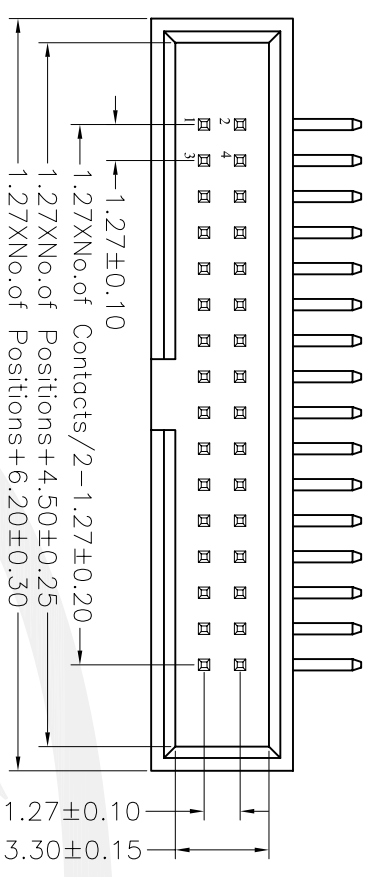 1 2
3 4
1.27±0.10
1.27XNo.of Contacts/2-1.27±0.20
1.27XNo.of Positions+4.50±0.25
1.27XNo.of Positions+6.20±0.30
1.27±0.10
3.30±0.15